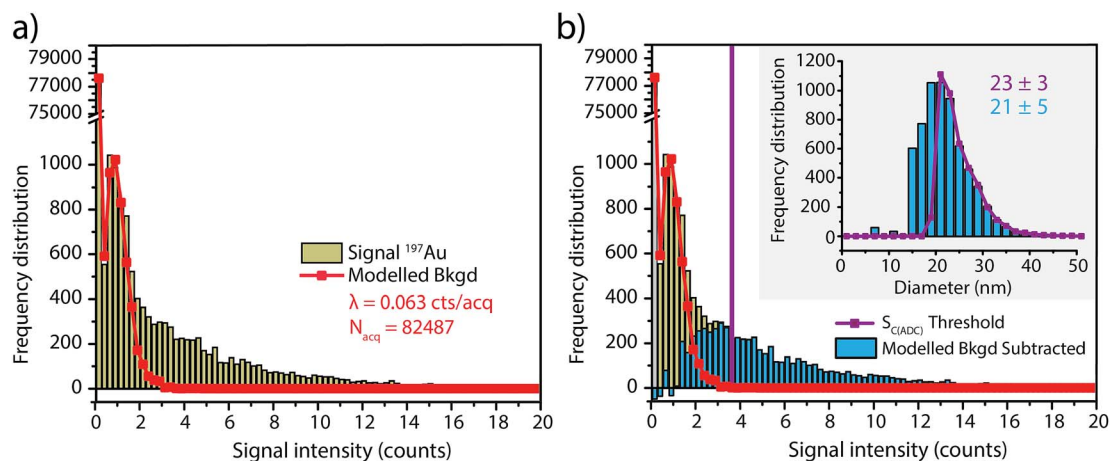 a)
79000
77000
75000
1000
800
600
400
200
0
Frequency distribution
Signal ¹⁹⁷Au
Modelled Bkgd
λ = 0.063 cts/acq
N_acq = 82487
0 2 4 6 8 10 12 14 16 18 20
Signal intensity (counts)
b)
79000
77000
75000
1000
800
600
400
200
0
Frequency distribution
1200
1000
800
600
400
200
0
Frequency distribution
23 ± 3
21 ± 5
0 10 20 30 40 50
Diameter (nm)
S_C(ADC) Threshold
Modelled Bkgd Subtracted
0 2 4 6 8 10 12 14 16 18 20
Signal intensity (counts)